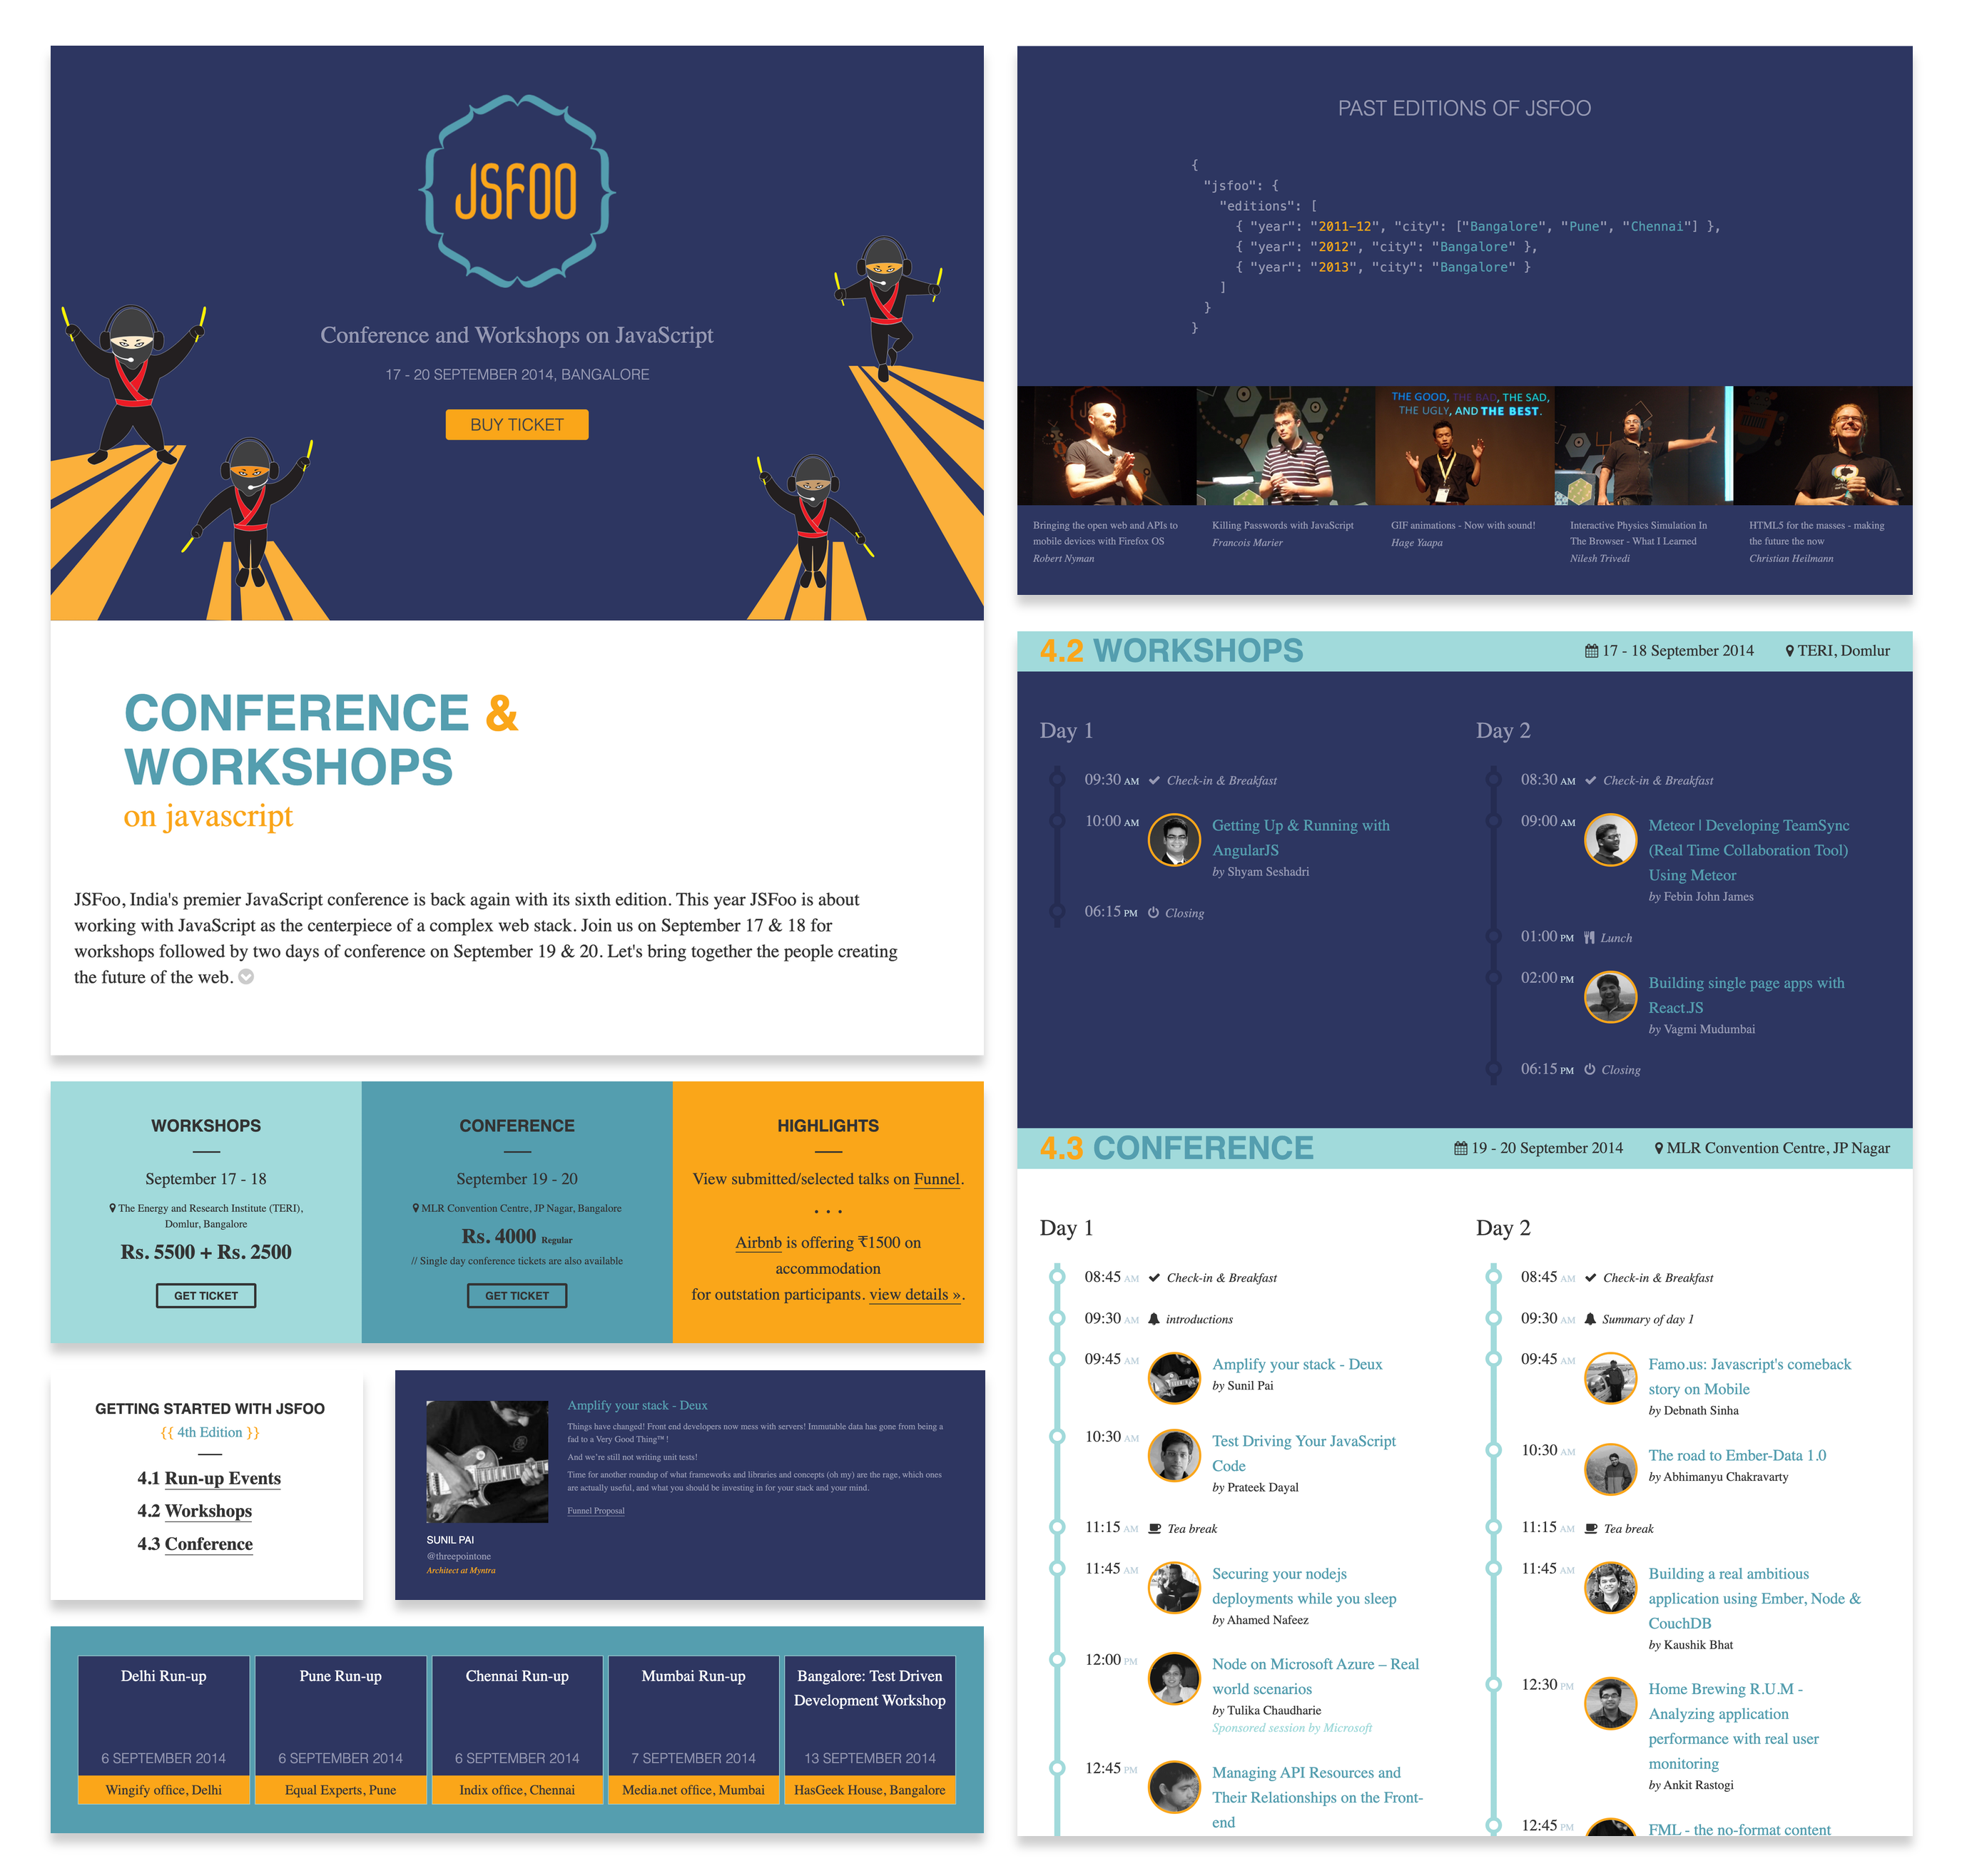 JSFOO
Conference and Workshops on JavaScript
17 - 20 SEPTEMBER 2014, BANGALORE
BUY TICKET
CONFERENCE &
WORKSHOPS
on javascript
JSFoo, India's premier JavaScript conference is back again with its sixth edition. This year JSFoo is about
working with JavaScript as the centerpiece of a complex web stack. Join us on September 17 & 18 for
workshops followed by two days of conference on September 19 & 20. Let's bring together the people creating
the future of the web.
WORKSHOPS
September 17 - 18
The Energy and Research Institute (TERI),
Domlur, Bangalore
Rs. 5500 + Rs. 2500
GET TICKET
CONFERENCE
September 19 - 20
MLR Convention Centre, JP Nagar, Bangalore
Rs. 4000 Regular
// Single day conference tickets are also available
GET TICKET
HIGHLIGHTS
View submitted/selected talks on Funnel.
• • •
Airbnb is offering ₹1500 on
accommodation
for outstation participants. view details ».
GETTING STARTED WITH JSFOO
{{ 4th Edition }}
4.1 Run-up Events
4.2 Workshops
4.3 Conference
SUNIL PAI
@threepointone
Architect at Myntra
Amplify your stack - Deux
Things have changed! Front end developers now mess with servers! Immutable data has gone from being a
fad to a Very Good Thing™ !
And we're still not writing unit tests!
Time for another roundup of what frameworks and libraries and concepts (oh my) are the rage, which ones
are actually useful, and what you should be investing in for your stack and your mind.
Funnel Proposal
Delhi Run-up
6 SEPTEMBER 2014
Wingify office, Delhi
Pune Run-up
6 SEPTEMBER 2014
Equal Experts, Pune
Chennai Run-up
6 SEPTEMBER 2014
Indix office, Chennai
Mumbai Run-up
7 SEPTEMBER 2014
Media.net office, Mumbai
Bangalore: Test Driven
Development Workshop
13 SEPTEMBER 2014
HasGeek House, Bangalore
PAST EDITIONS OF JSFOO
{
"jsfoo": {
"editions": [
{ "year": "2011-12", "city": ["Bangalore", "Pune", "Chennai"] },
{ "year": "2012", "city": "Bangalore" },
{ "year": "2013", "city": "Bangalore" }
]
}
}
THE GOOD, THE BAD, THE SAD,
THE UGLY, AND THE BEST.
Bringing the open web and APIs to
mobile devices with Firefox OS
Robert Nyman
Killing Passwords with JavaScript
Francois Marier
GIF animations - Now with sound!
Hage Yaapa
Interactive Physics Simulation In
The Browser - What I Learned
Nilesh Trivedi
HTML5 for the masses - making
the future the now
Christian Heilmann
4.2 WORKSHOPS
17 - 18 September 2014
TERI, Domlur
Day 1
09:30 AM Check-in & Breakfast
10:00 AM Getting Up & Running with
AngularJS
by Shyam Seshadri
06:15 PM Closing
Day 2
08:30 AM Check-in & Breakfast
09:00 AM Meteor | Developing TeamSync
(Real Time Collaboration Tool)
Using Meteor
by Febin John James
01:00 PM Lunch
02:00 PM Building single page apps with
React.JS
by Vagmi Mudumbai
06:15 PM Closing
4.3 CONFERENCE
19 - 20 September 2014
MLR Convention Centre, JP Nagar
Day 1
08:45 AM Check-in & Breakfast
09:30 AM introductions
09:45 AM Amplify your stack - Deux
by Sunil Pai
10:30 AM Test Driving Your JavaScript
Code
by Prateek Dayal
11:15 AM Tea break
11:45 AM Securing your nodejs
deployments while you sleep
by Ahamed Nafeez
12:00 PM Node on Microsoft Azure – Real
world scenarios
by Tulika Chaudharie
Sponsored session by Microsoft
12:45 PM Managing API Resources and
Their Relationships on the Front-
end
Day 2
08:45 AM Check-in & Breakfast
09:30 AM Summary of day 1
09:45 AM Famo.us: Javascript's comeback
story on Mobile
by Debnath Sinha
10:30 AM The road to Ember-Data 1.0
by Abhimanyu Chakravarty
11:15 AM Tea break
11:45 AM Building a real ambitious
application using Ember, Node &
CouchDB
by Kaushik Bhat
12:30 PM Home Brewing R.U.M -
Analyzing application
performance with real user
monitoring
by Ankit Rastogi
12:45 PM FML - the no-format content